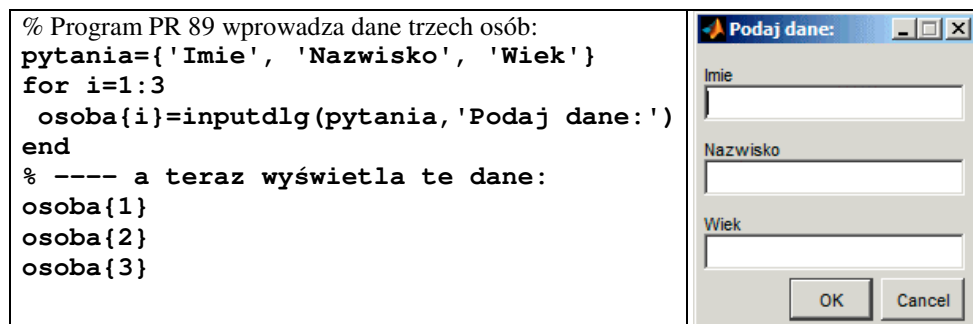 % Program PR 89 wprowadza dane trzech osób:
pytania={'Imie', 'Nazwisko', 'Wiek'}
for i=1:3
osoba{i}=inputdlg(pytania,'Podaj dane:')
end
% ---- a teraz wyświetla te dane:
osoba{1}
osoba{2}
osoba{3}
Podaj dane:
Imie
Nazwisko
Wiek
OK Cancel